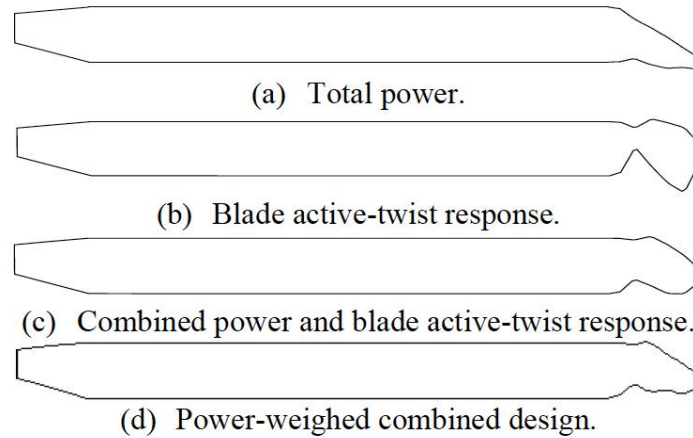 (a) Total power.
(b) Blade active-twist response.
(c) Combined power and blade active-twist response.
(d) Power-weighed combined design.